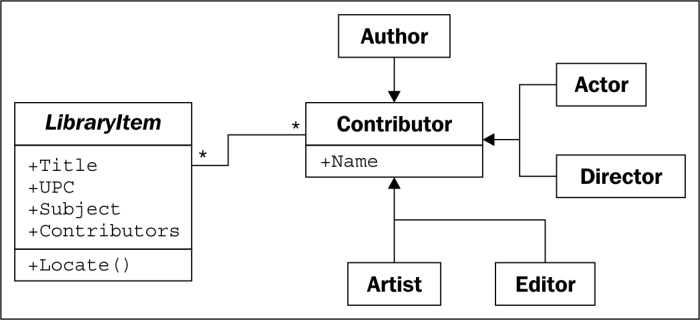 Author
Actor
LibraryItem
Contributor
*
*
+Title
+UPC
+Subject
+Contributors
+Name
Director
+Locate()
Artist
Editor